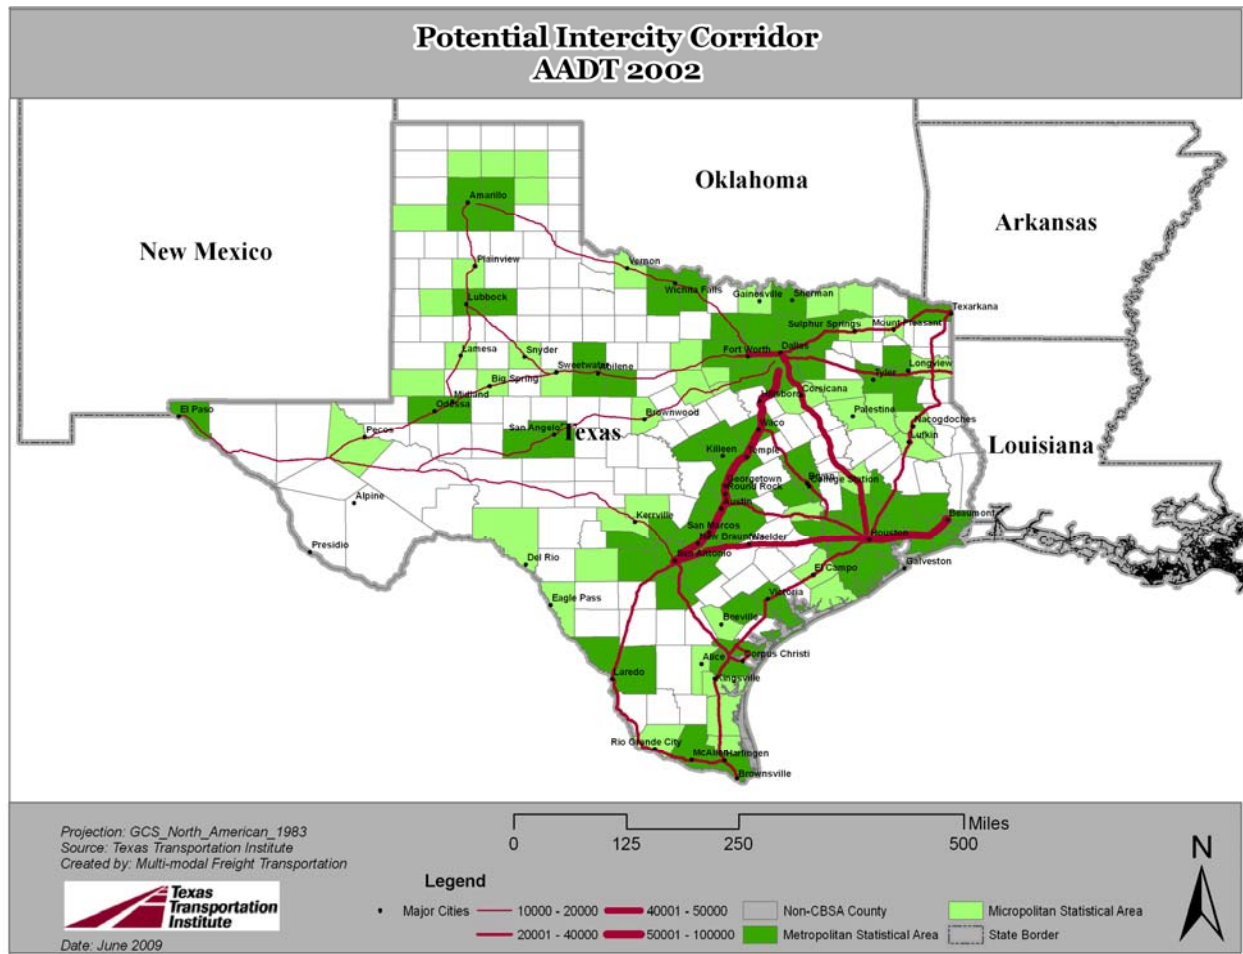 Potential Intercity Corridor
AADT 2002
Oklahoma
Arkansas
New Mexico
Amarillo
Plainview
Vernon
Wichita Falls
Gainesville
Sherman
Texarkana
Lubbock
Sulphur Springs
Mount Pleasant
Lamesa
Snyder
Fort Worth
Dallas
Sweetwater
Abilene
Tyler
Longview
Big Spring
Midland
Odessa
Hillsboro
Corsicana
El Paso
Brownwood
Palestine
Nacogdoches
Pecos
San Angelo
Texas
Waco
Lufkin
Louisiana
Killeen
Temple
Georgetown
Round Rock
Bryan
College Station
Alpine
Austin
Kerrville
San Marcos
Beaumont
New Braunfels
Waelder
Houston
Presidio
Del Rio
San Antonio
El Campo
Galveston
Eagle Pass
Victoria
Beeville
Alice
Corpus Christi
Laredo
Kingsville
Rio Grande City
McAllen
Harlingen
Brownsville
Projection: GCS_North_American_1983
Source: Texas Transportation Institute
Created by: Multi-modal Freight Transportation
Texas
Transportation
Institute
Date: June 2009
Miles
0 125 250 500
N
Legend
Major Cities
10000 - 20000
20001 - 40000
40001 - 50000
50001 - 100000
Non-CBSA County
Metropolitan Statistical Area
Micropolitan Statistical Area
State Border